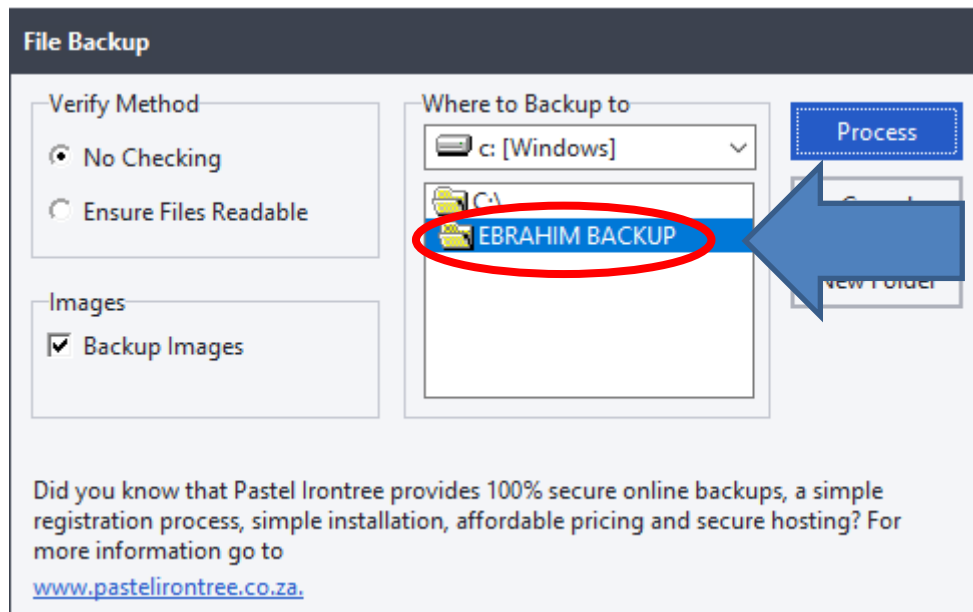 File Backup
Verify Method
No Checking
Ensure Files Readable
Images
Backup Images
Where to Backup to
c: [Windows]
C:\
EBRAHIM BACKUP
Process
New Folder
Did you know that Pastel Irontree provides 100% secure online backups, a simple
registration process, simple installation, affordable pricing and secure hosting? For
more information go to
www.pastelirontree.co.za.